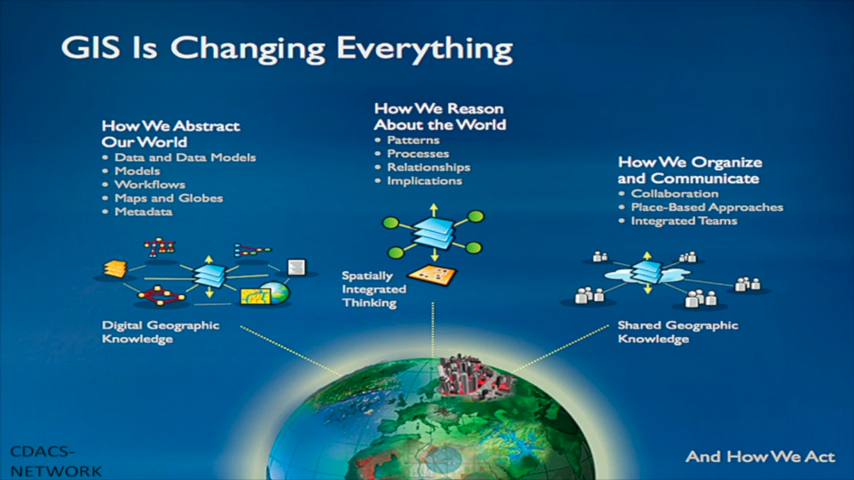 GIS Is Changing Everything
How We Abstract
Our World
• Data and Data Models
• Models
• Workflows
• Maps and Globes
• Metadata
Digital Geographic
Knowledge
How We Reason
About the World
• Patterns
• Processes
• Relationships
• Implications
Spatially
Integrated
Thinking
How We Organize
and Communicate
• Collaboration
• Place-Based Approaches
• Integrated Teams
Shared Geographic
Knowledge
CDACS-
NETWORK
And How We Act